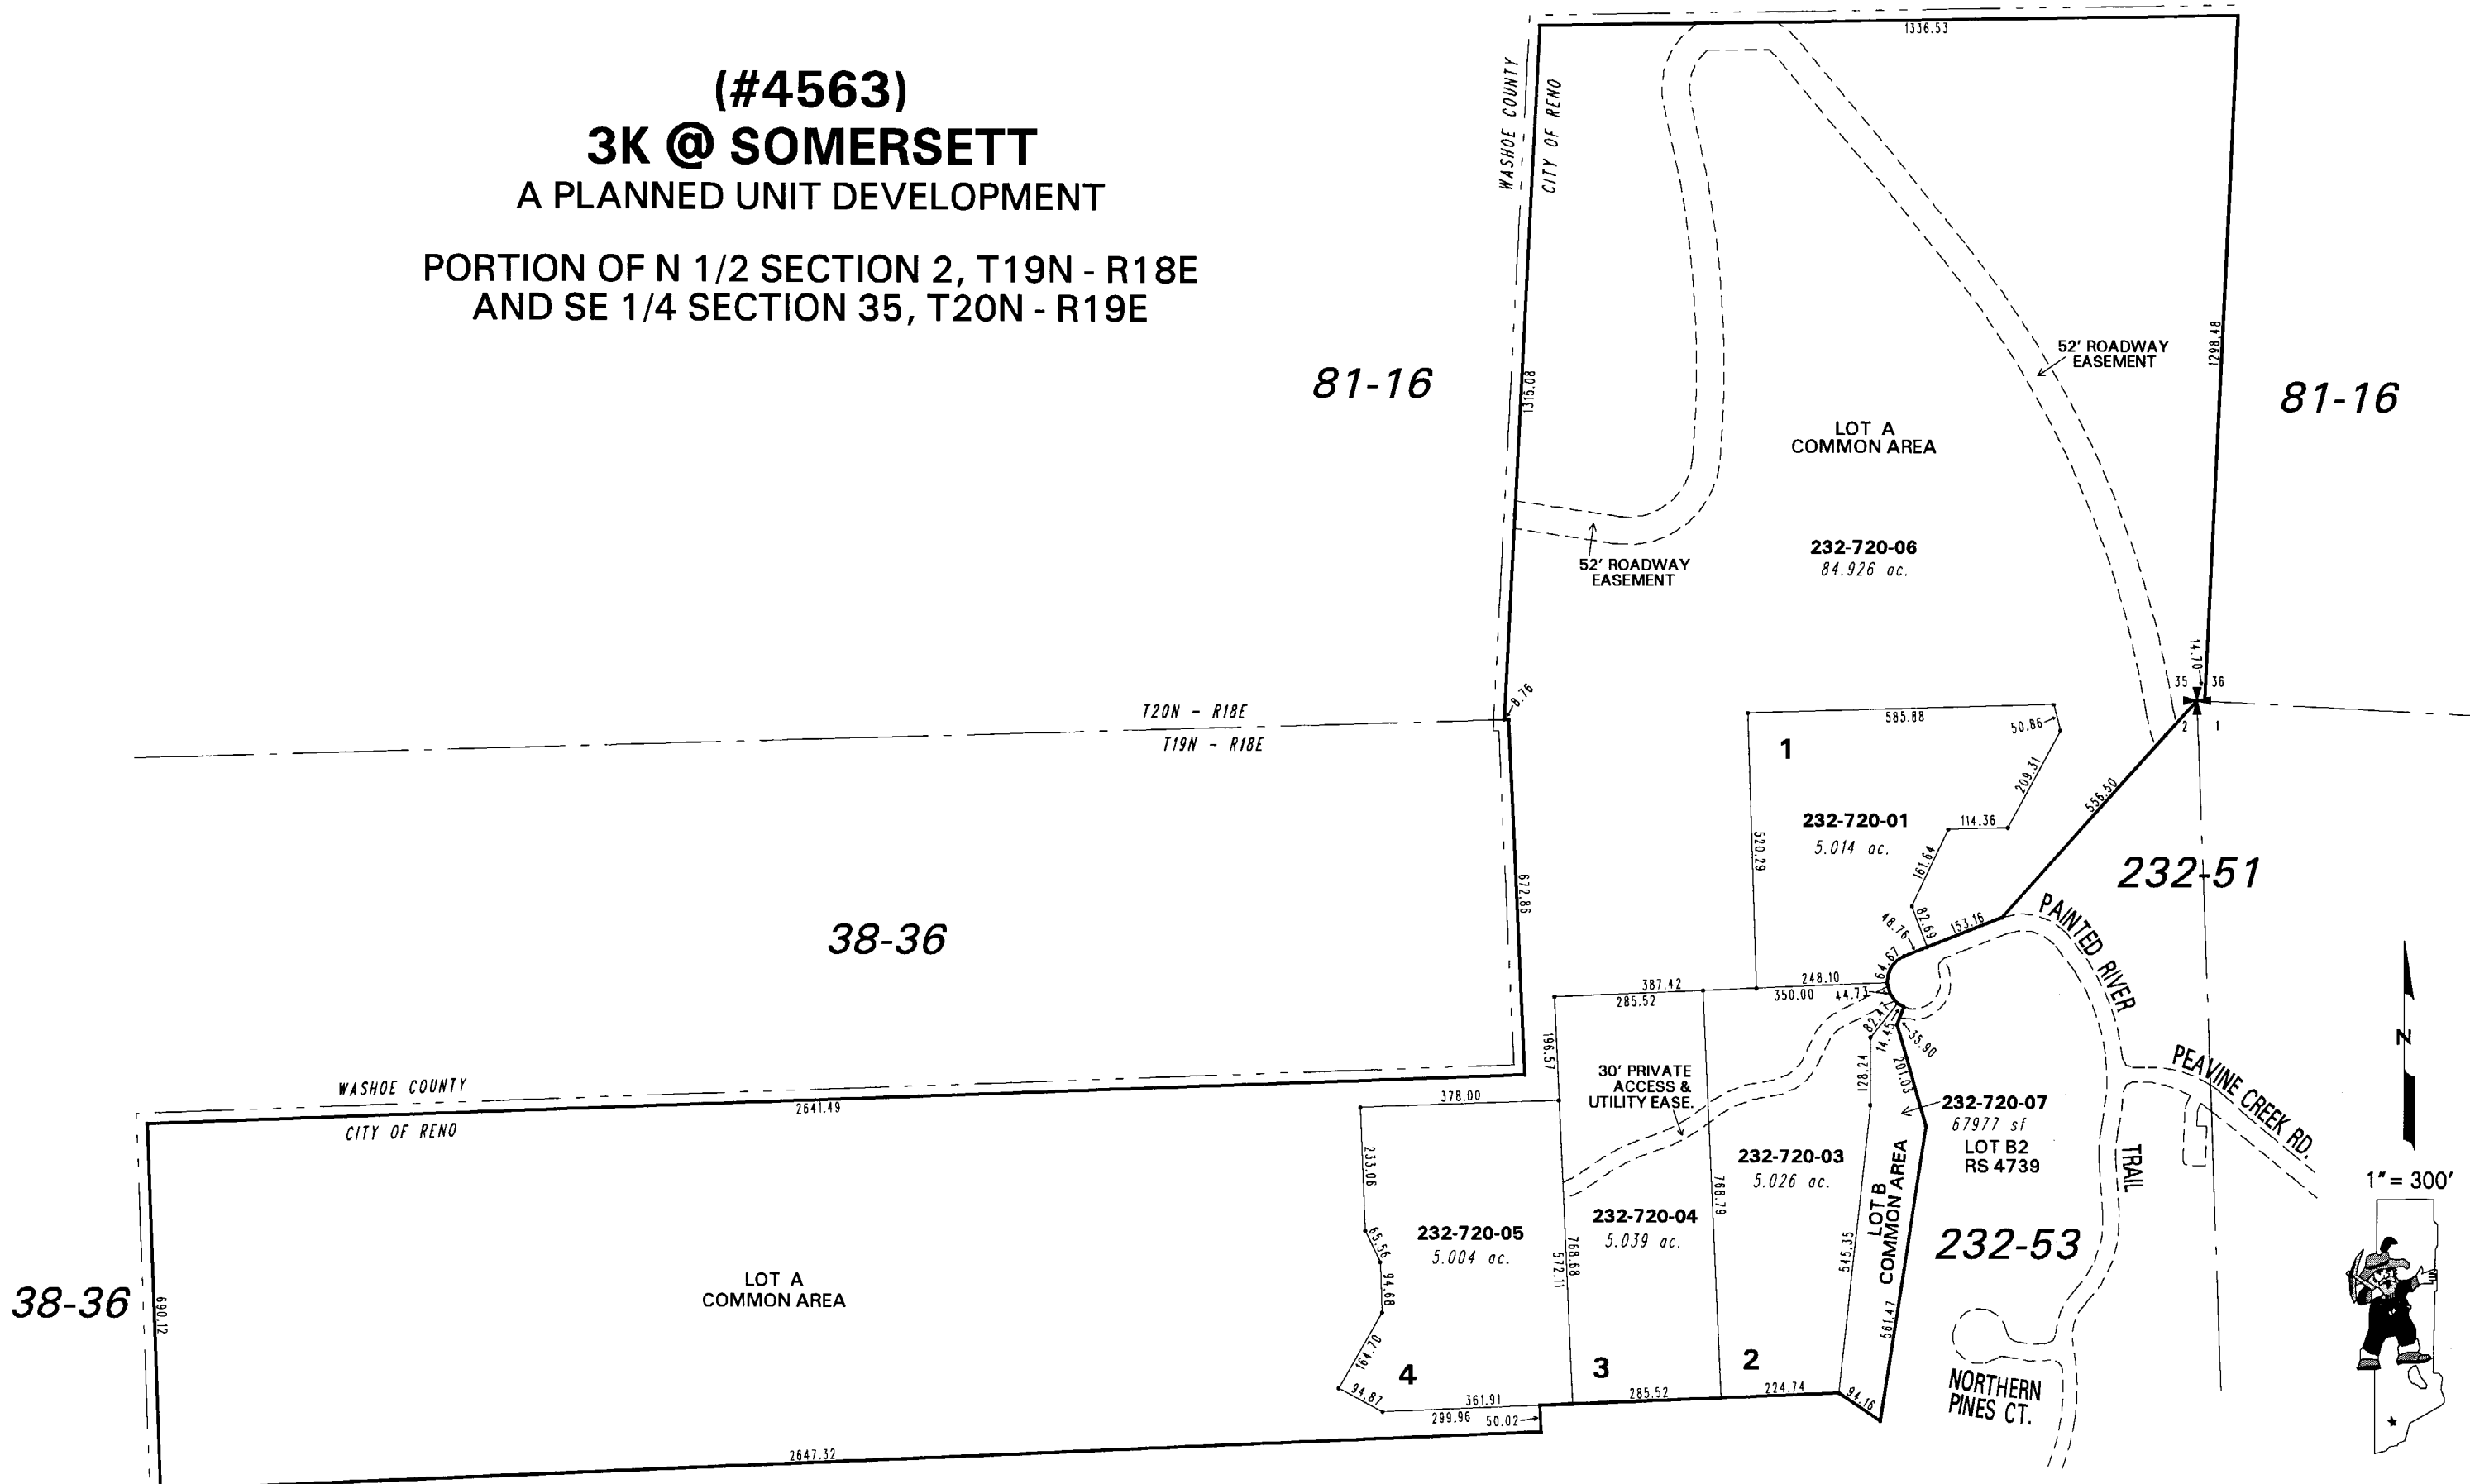 (#4563)
3K @ SOMERSETT
A PLANNED UNIT DEVELOPMENT
PORTION OF N 1/2 SECTION 2, T19N - R18E
AND SE 1/4 SECTION 35, T20N - R19E
1336.53
WASHOE COUNTY
CITY OF RENO
1315.08
1298.48
81-16
81-16
52' ROADWAY
EASEMENT
LOT A
COMMON AREA
232-720-06
84.926 ac.
52' ROADWAY
EASEMENT
14.70
35
36
2
1
8.76
T20N - R18E
T19N - R18E
585.88
50.86
1
209.31
556.50
114.36
232-720-01
5.014 ac.
520.29
161.64
82.69
48.76
153.16
64.67
232-51
PAINTED RIVER
672.86
38-36
387.42
285.52
248.10
350.00
44.73
82.47
14.45
35.90
196.57
128.24
201.03
30' PRIVATE
ACCESS &
UTILITY EASE.
PEAVINE CREEK RD.
N
WASHOE COUNTY
2641.49
CITY OF RENO
378.00
232-720-07
67977 sf
LOT B2
RS 4739
TRAIL
1" = 300'
233.06
65.56
94.68
164.70
94.87
232-720-05
5.004 ac.
232-720-04
5.039 ac.
232-720-03
5.026 ac.
768.79
768.68
572.11
545.35
LOT B
COMMON AREA
561.47
232-53
38-36
690.12
LOT A
COMMON AREA
4
3
2
361.91
299.96
50.02
285.52
224.74
94.16
NORTHERN
PINES CT.
2647.32